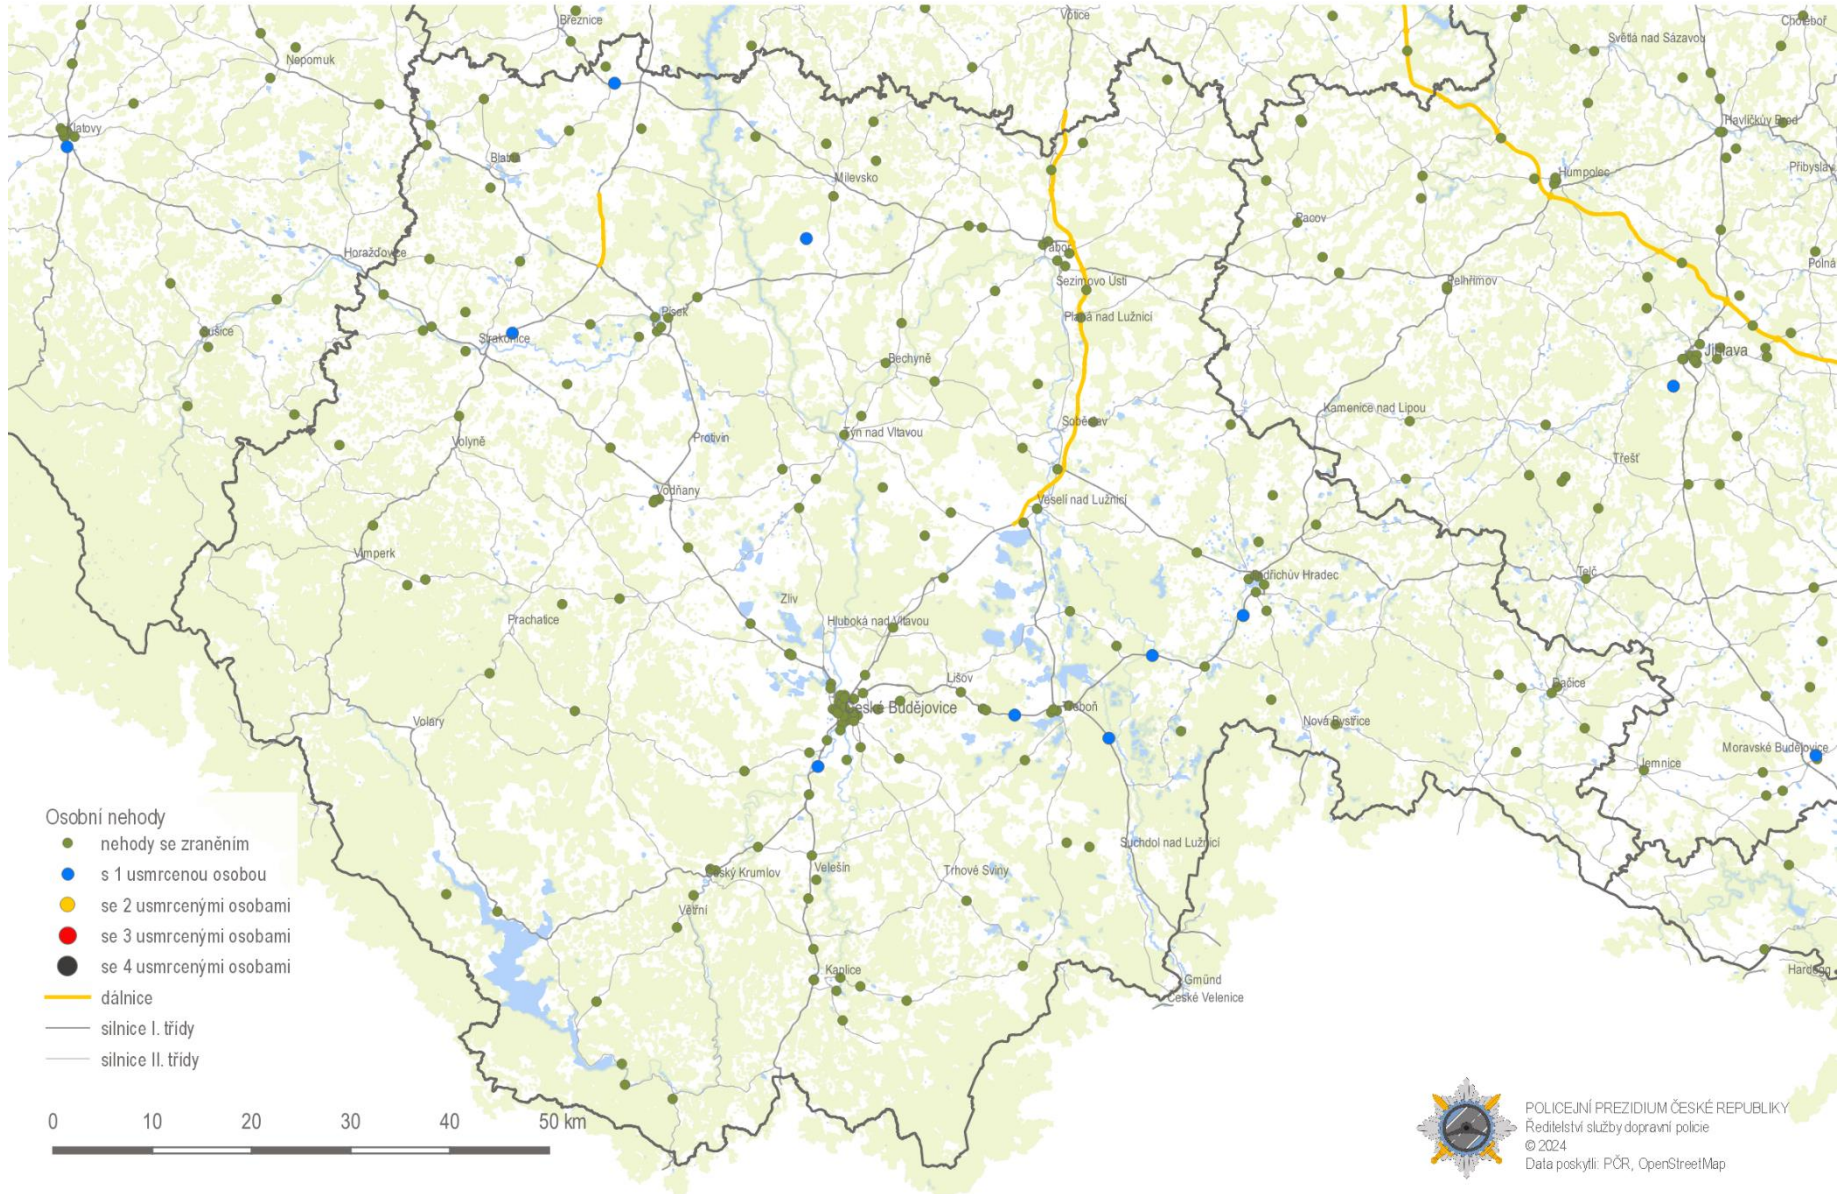 Březnice
Votice
Chotěboř
Světlá nad Sázavou
Nepomuk
Klatovy
Havlíčkův Brod
Blatná
Přibyslav
Humpolec
Milevsko
Pacov
Horažďovice
Tábor
Polná
Sezimovo Ústí
Pelhřimov
Písek
Planá nad Lužnicí
Sušice
Strakonice
Jihlava
Bechyně
Kamenice nad Lipou
Soběslav
Týn nad Vltavou
Protivín
Volyně
Třešť
Vodňany
Veselí nad Lužnicí
Vimperk
Telč
Jindřichův Hradec
Zliv
Prachatice
Hluboká nad Vltavou
Lišov
Dačice
České Budějovice
Třeboň
Volary
Nová Bystřice
Moravské Budějovice
Jemnice
Suchdol nad Lužnicí
Velešín
Český Krumlov
Trhové Sviny
Větřní
Kaplice
Hardegg
Gmünd
České Velenice
Osobní nehody
nehody se zraněním
s 1 usmrcenou osobou
se 2 usmrcenými osobami
se 3 usmrcenými osobami
se 4 usmrcenými osobami
dálnice
silnice I. třídy
silnice II. třídy
0 10 20 30 40 50 km
POLICEJNÍ PREZIDIUM ČESKÉ REPUBLIKY
Ředitelství služby dopravní policie
© 2024
Data poskytli: PČR, OpenStreetMap